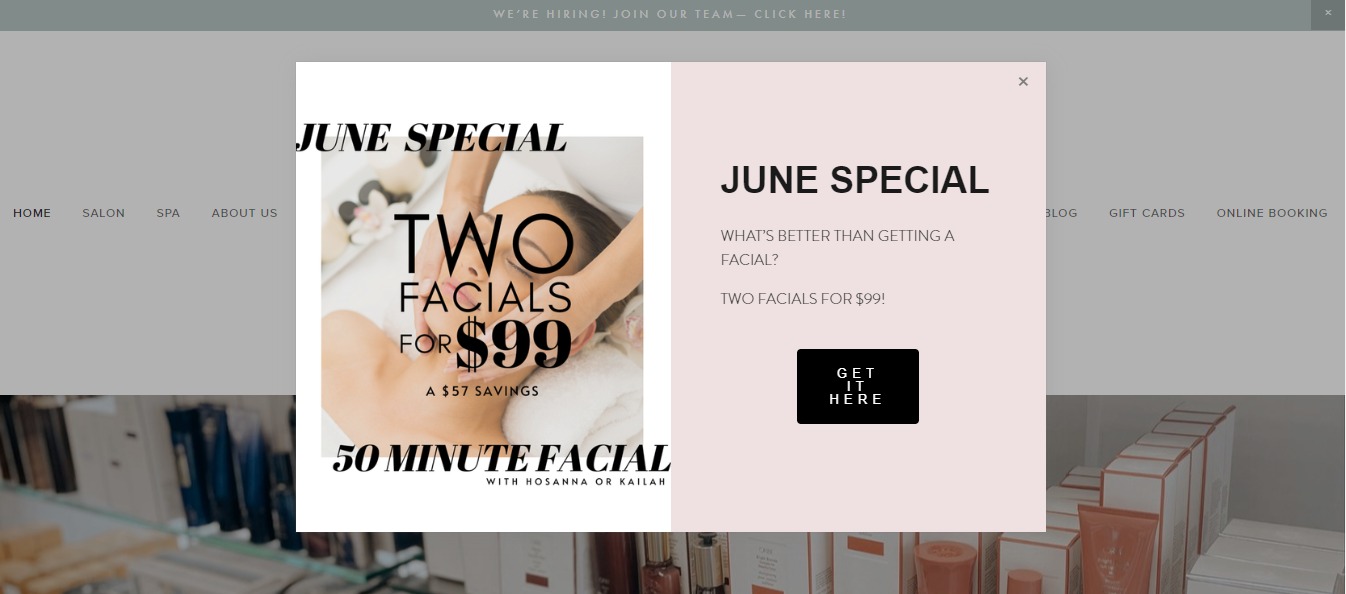 WE'RE HIRING! JOIN OUR TEAM— CLICK HERE!
×
HOME SALON SPA ABOUT US BLOG GIFT CARDS ONLINE BOOKING
JUNE SPECIAL
TWO
FACIALS
FOR $99
A $57 SAVINGS
50 MINUTE FACIAL
WITH HOSANNA OR KAILAH
×
JUNE SPECIAL
WHAT'S BETTER THAN GETTING A
FACIAL?
TWO FACIALS FOR $99!
GET
IT
HERE